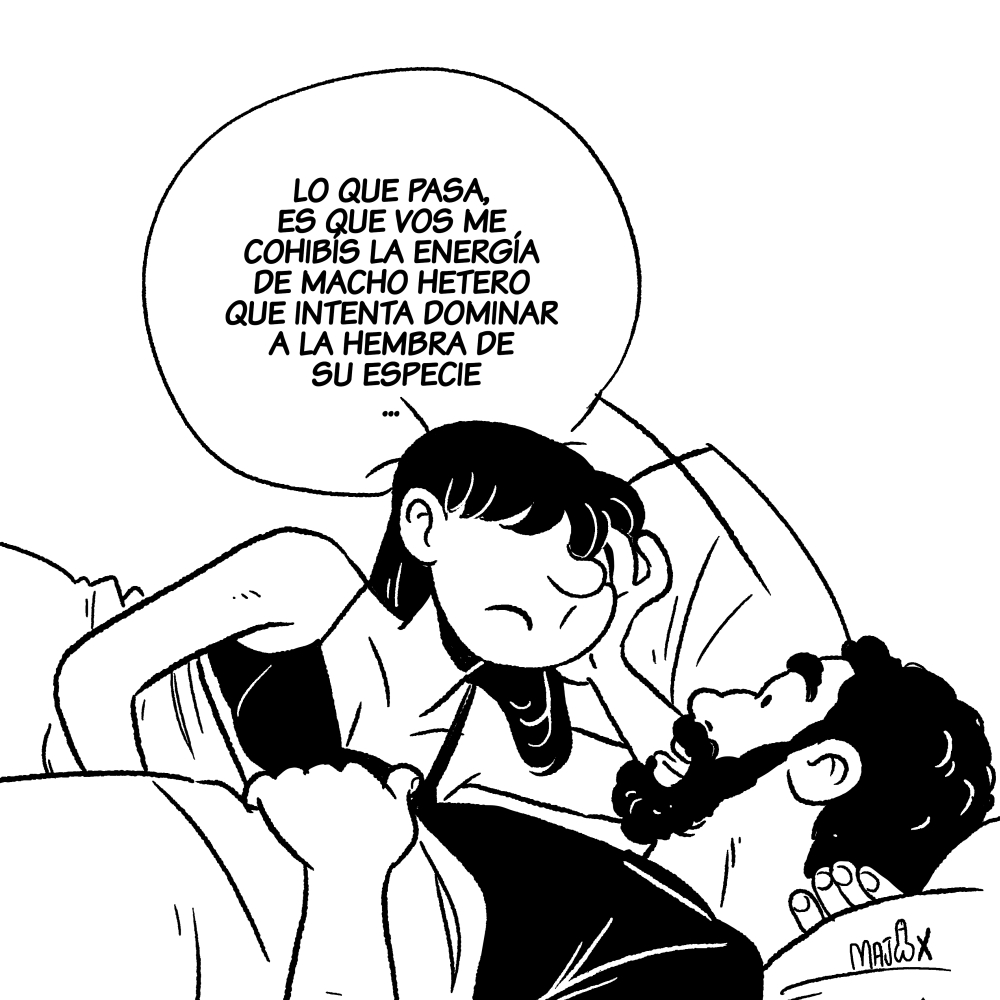 LO QUE PASA,
ES QUE VOS ME
COHIBÍS LA ENERGÍA
DE MACHO HETERO
QUE INTENTA DOMINAR
A LA HEMBRA DE
SU ESPECIE
...
MAJOX